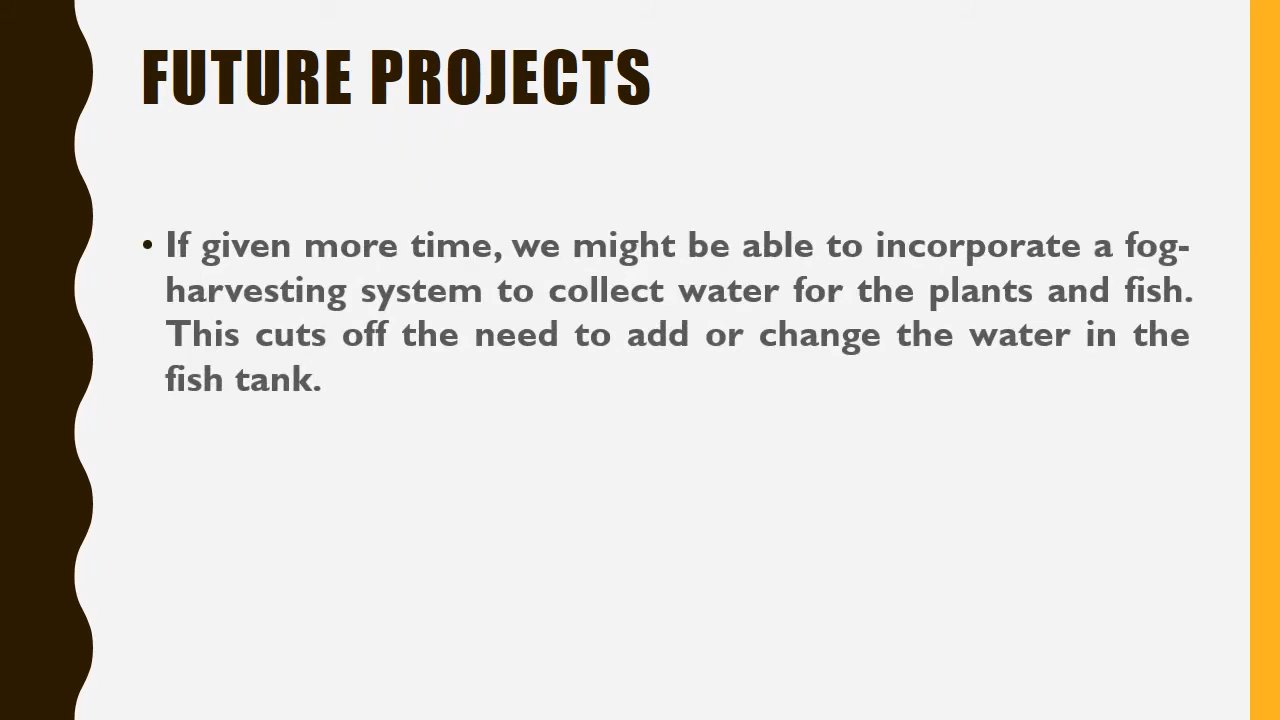 FUTURE PROJECTS
• If given more time, we might be able to incorporate a fog-
harvesting system to collect water for the plants and fish.
This cuts off the need to add or change the water in the
fish tank.